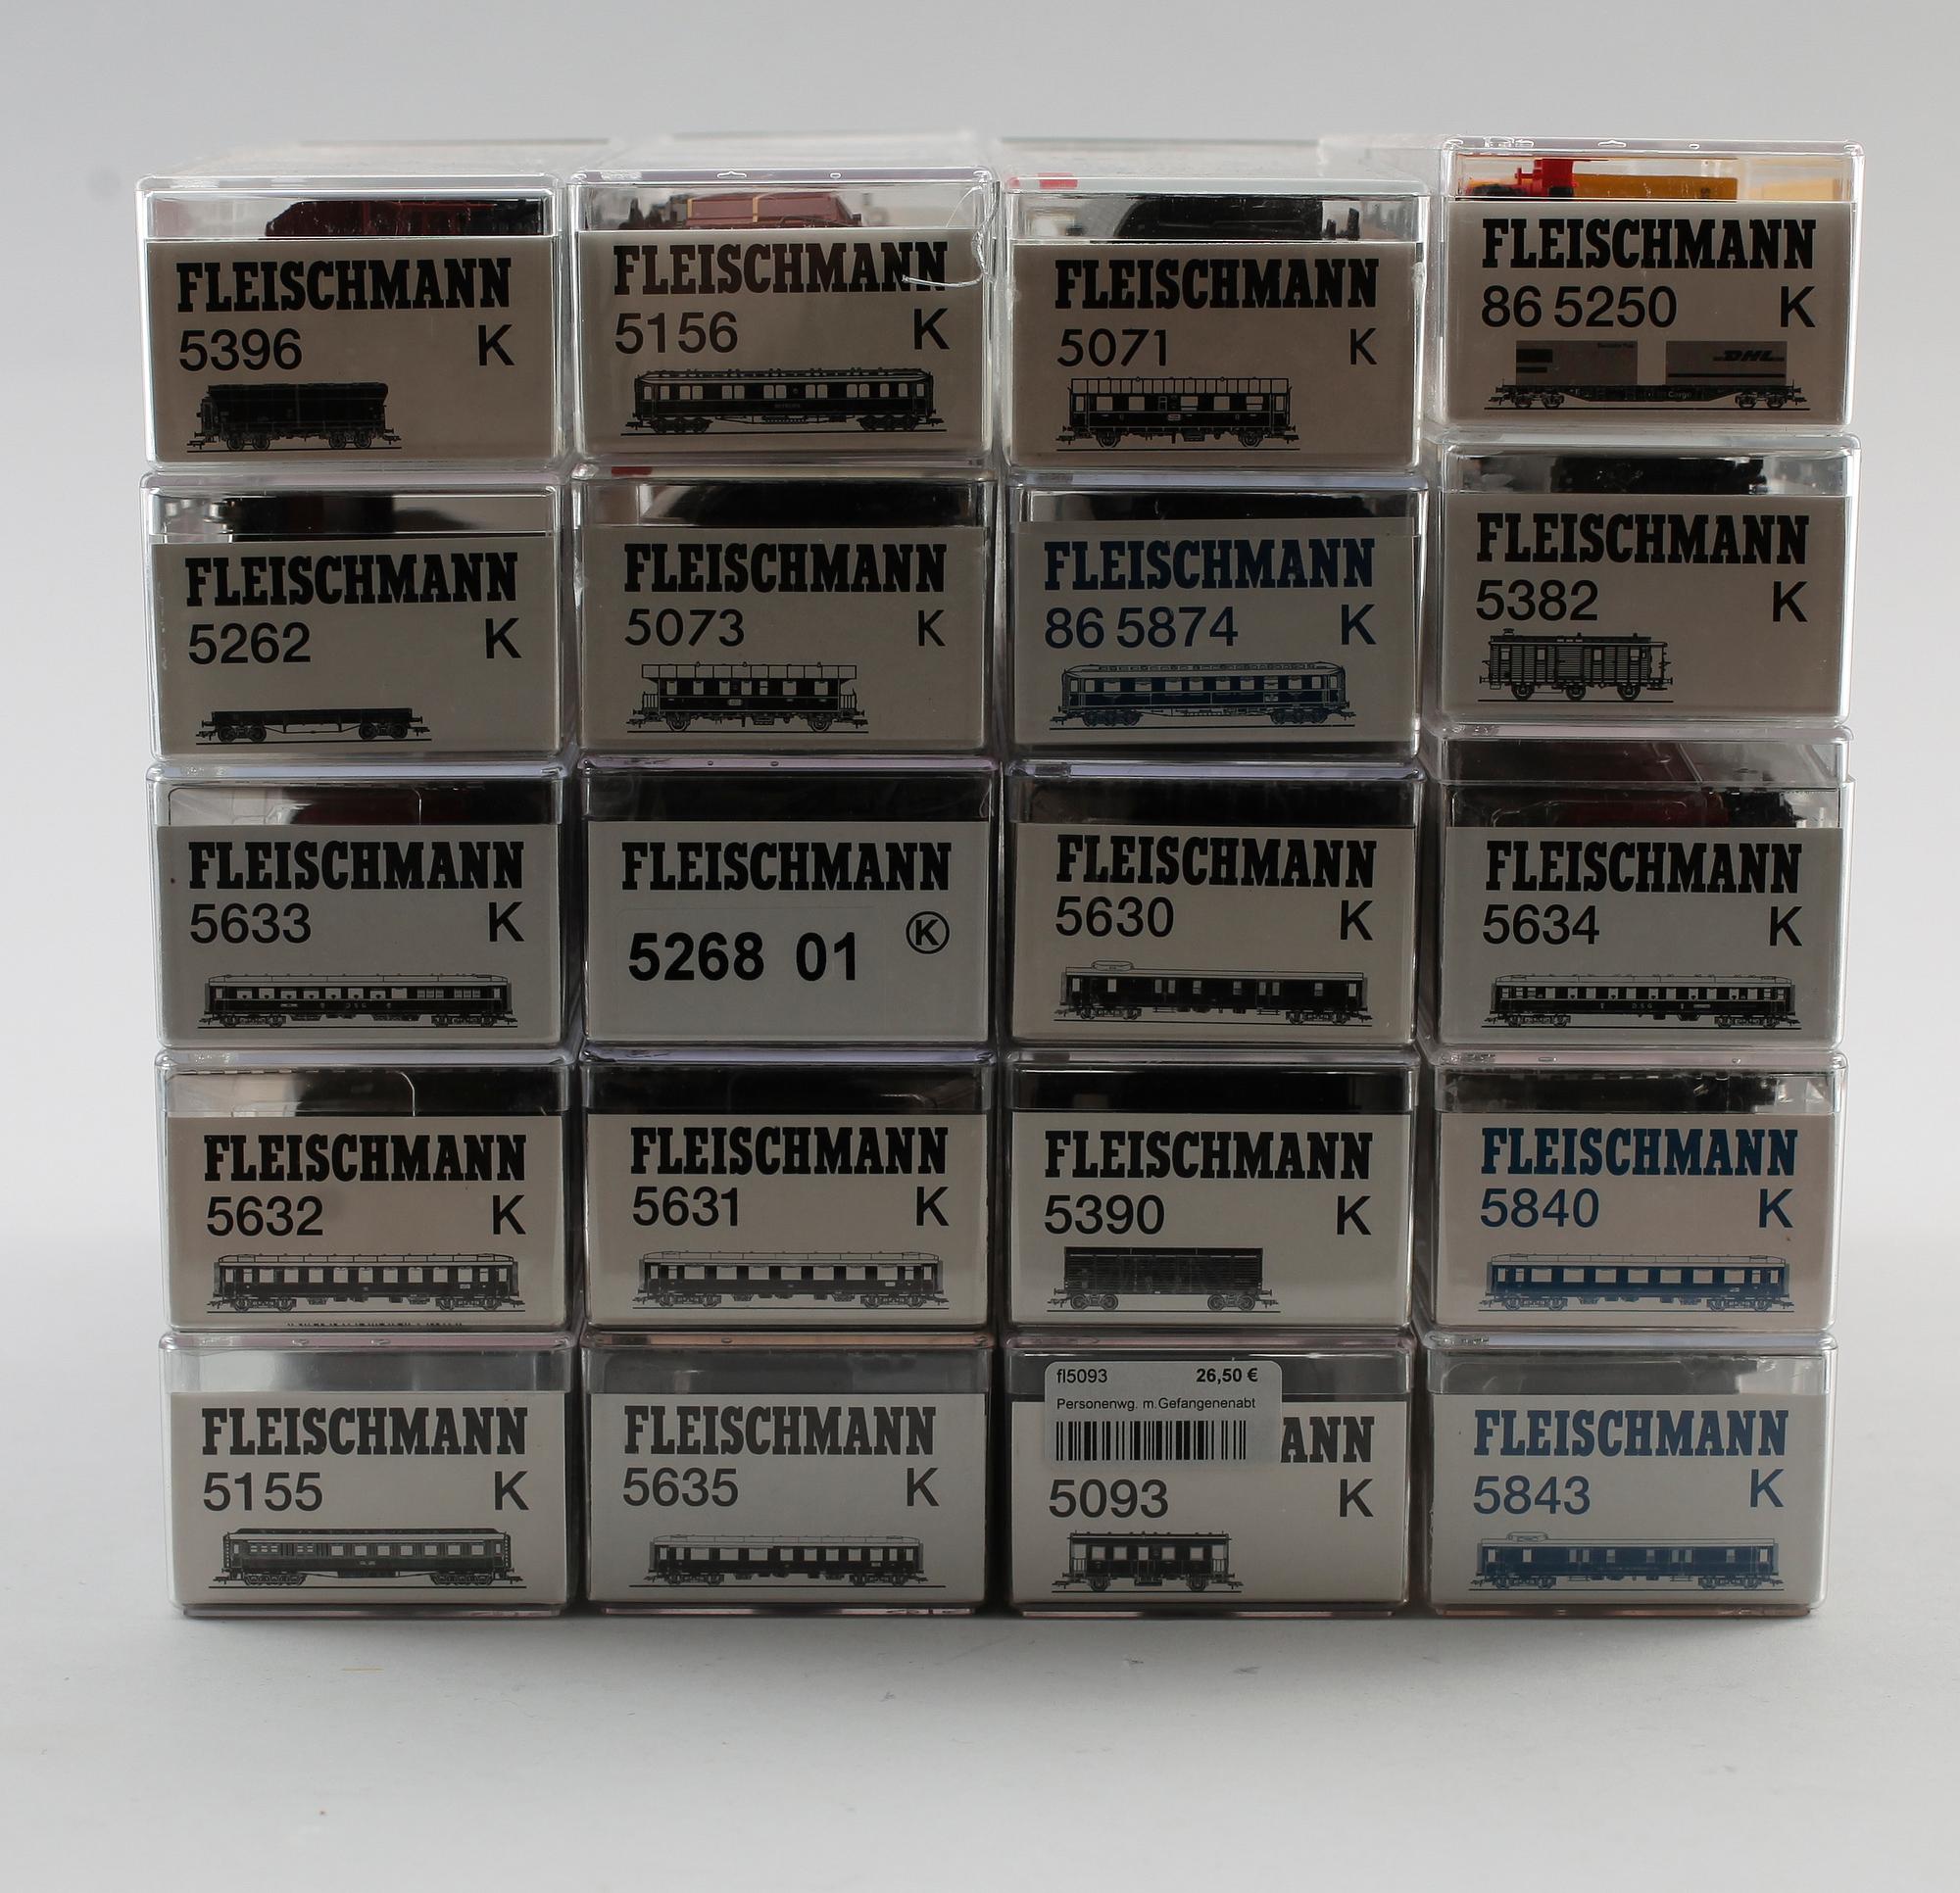 FLEISCHMANN
5396 K
FLEISCHMANN
5156 K
FLEISCHMANN
5071 K
FLEISCHMANN
86 5250 K
DHL
Cargo
FLEISCHMANN
5262 K
FLEISCHMANN
5073 K
FLEISCHMANN
86 5874 K
FLEISCHMANN
5382 K
FLEISCHMANN
5633 K
FLEISCHMANN
5268 01 K
FLEISCHMANN
5630 K
FLEISCHMANN
5634 K
FLEISCHMANN
5632 K
FLEISCHMANN
5631 K
FLEISCHMANN
5390 K
FLEISCHMANN
5840 K
FLEISCHMANN
5155 K
FLEISCHMANN
5635 K
fl5093 26,50 €
Personenwg. m.Gefangenenabt
ANN
5093 K
FLEISCHMANN
5843 K